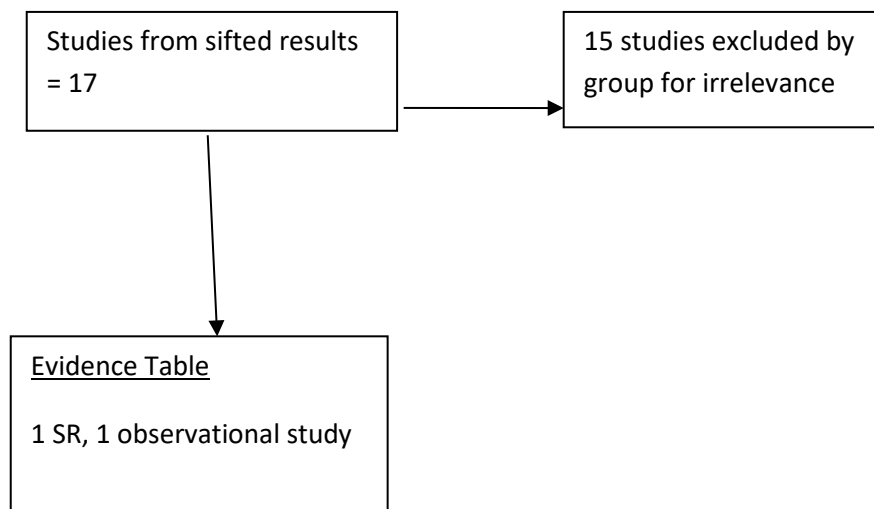 Studies from sifted results
= 17
15 studies excluded by
group for irrelevance
Evidence Table
1 SR, 1 observational study